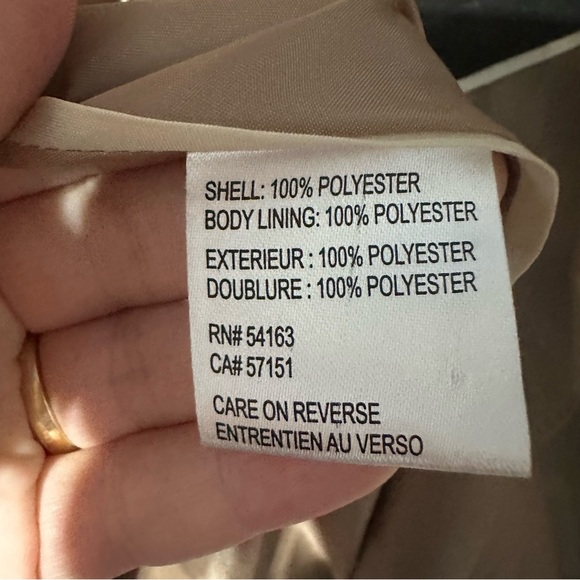 SHELL: 100% POLYESTER
BODY LINING: 100% POLYESTER
EXTERIEUR : 100% POLYESTER
DOUBLURE : 100% POLYESTER
RN# 54163
CA# 57151
CARE ON REVERSE
ENTRETIEN AU VERSO